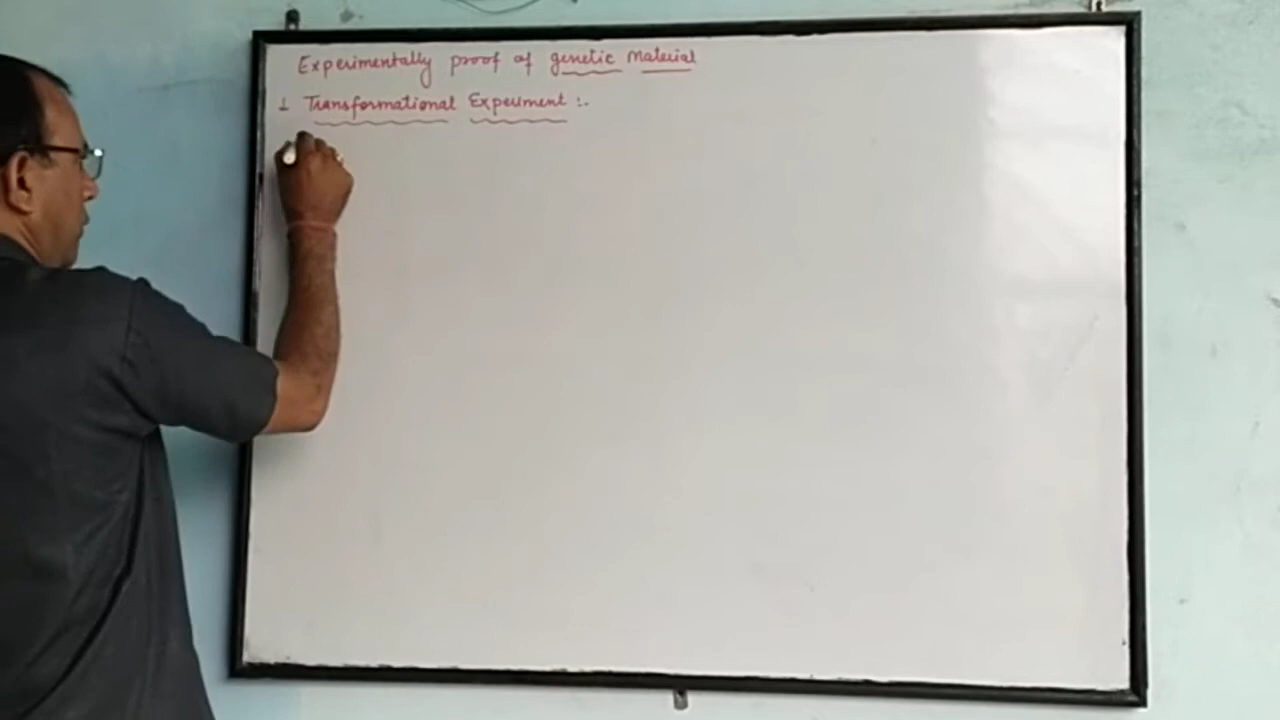 Experimentally proof of genetic Material
1 Transformational Experiment :.